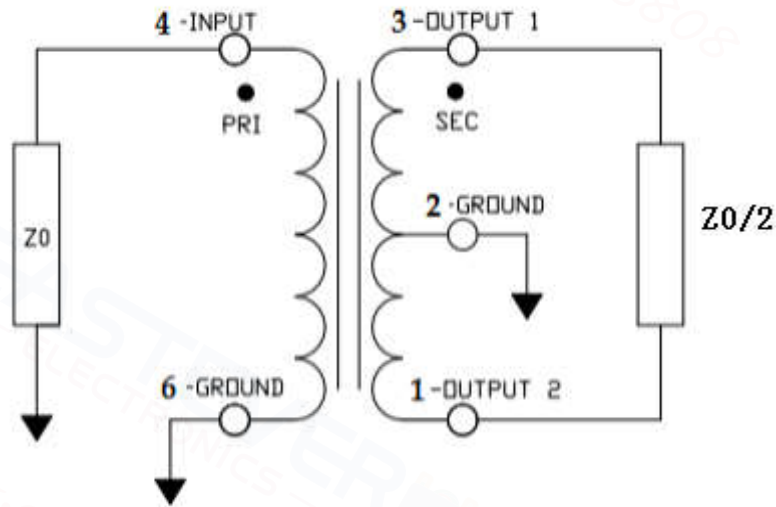 4 -INPUT
3 -OUTPUT 1
PRI
SEC
2 -GROUND
Z0
Z0/2
6 -GROUND
1 -OUTPUT 2